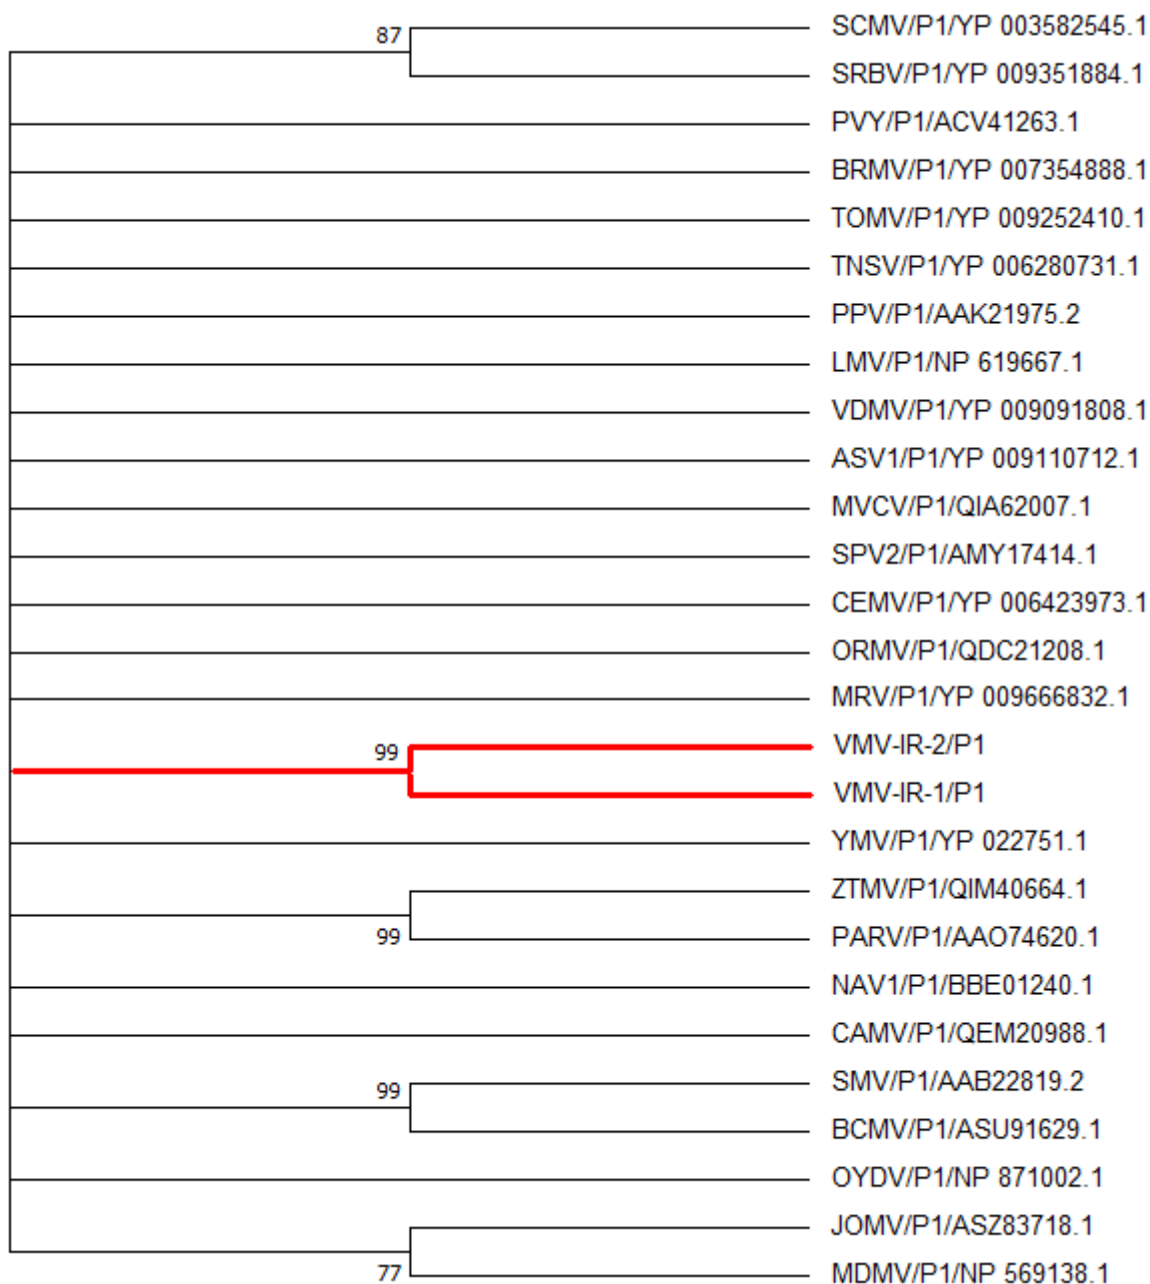 87
SCMV/P1/YP 003582545.1
SRBV/P1/YP 009351884.1
PVY/P1/ACV41263.1
BRMV/P1/YP 007354888.1
TOMV/P1/YP 009252410.1
TNSV/P1/YP 006280731.1
PPV/P1/AAK21975.2
LMV/P1/NP 619667.1
VDMV/P1/YP 009091808.1
ASV1/P1/YP 009110712.1
MVCV/P1/QIA62007.1
SPV2/P1/AMY17414.1
CEMV/P1/YP 006423973.1
ORMV/P1/QDC21208.1
MRV/P1/YP 009666832.1
99
VMV-IR-2/P1
VMV-IR-1/P1
YMV/P1/YP 022751.1
ZTMV/P1/QIM40664.1
99
PARV/P1/AAO74620.1
NAV1/P1/BBE01240.1
CAMV/P1/QEM20988.1
99
SMV/P1/AAB22819.2
BCMV/P1/ASU91629.1
OYDV/P1/NP 871002.1
JOMV/P1/ASZ83718.1
77
MDMV/P1/NP 569138.1